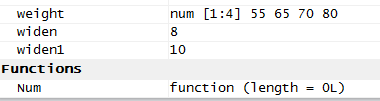 weight num [1:4] 55 65 70 80
widen 8
widen1 10
Functions
Num function (length = 0L)